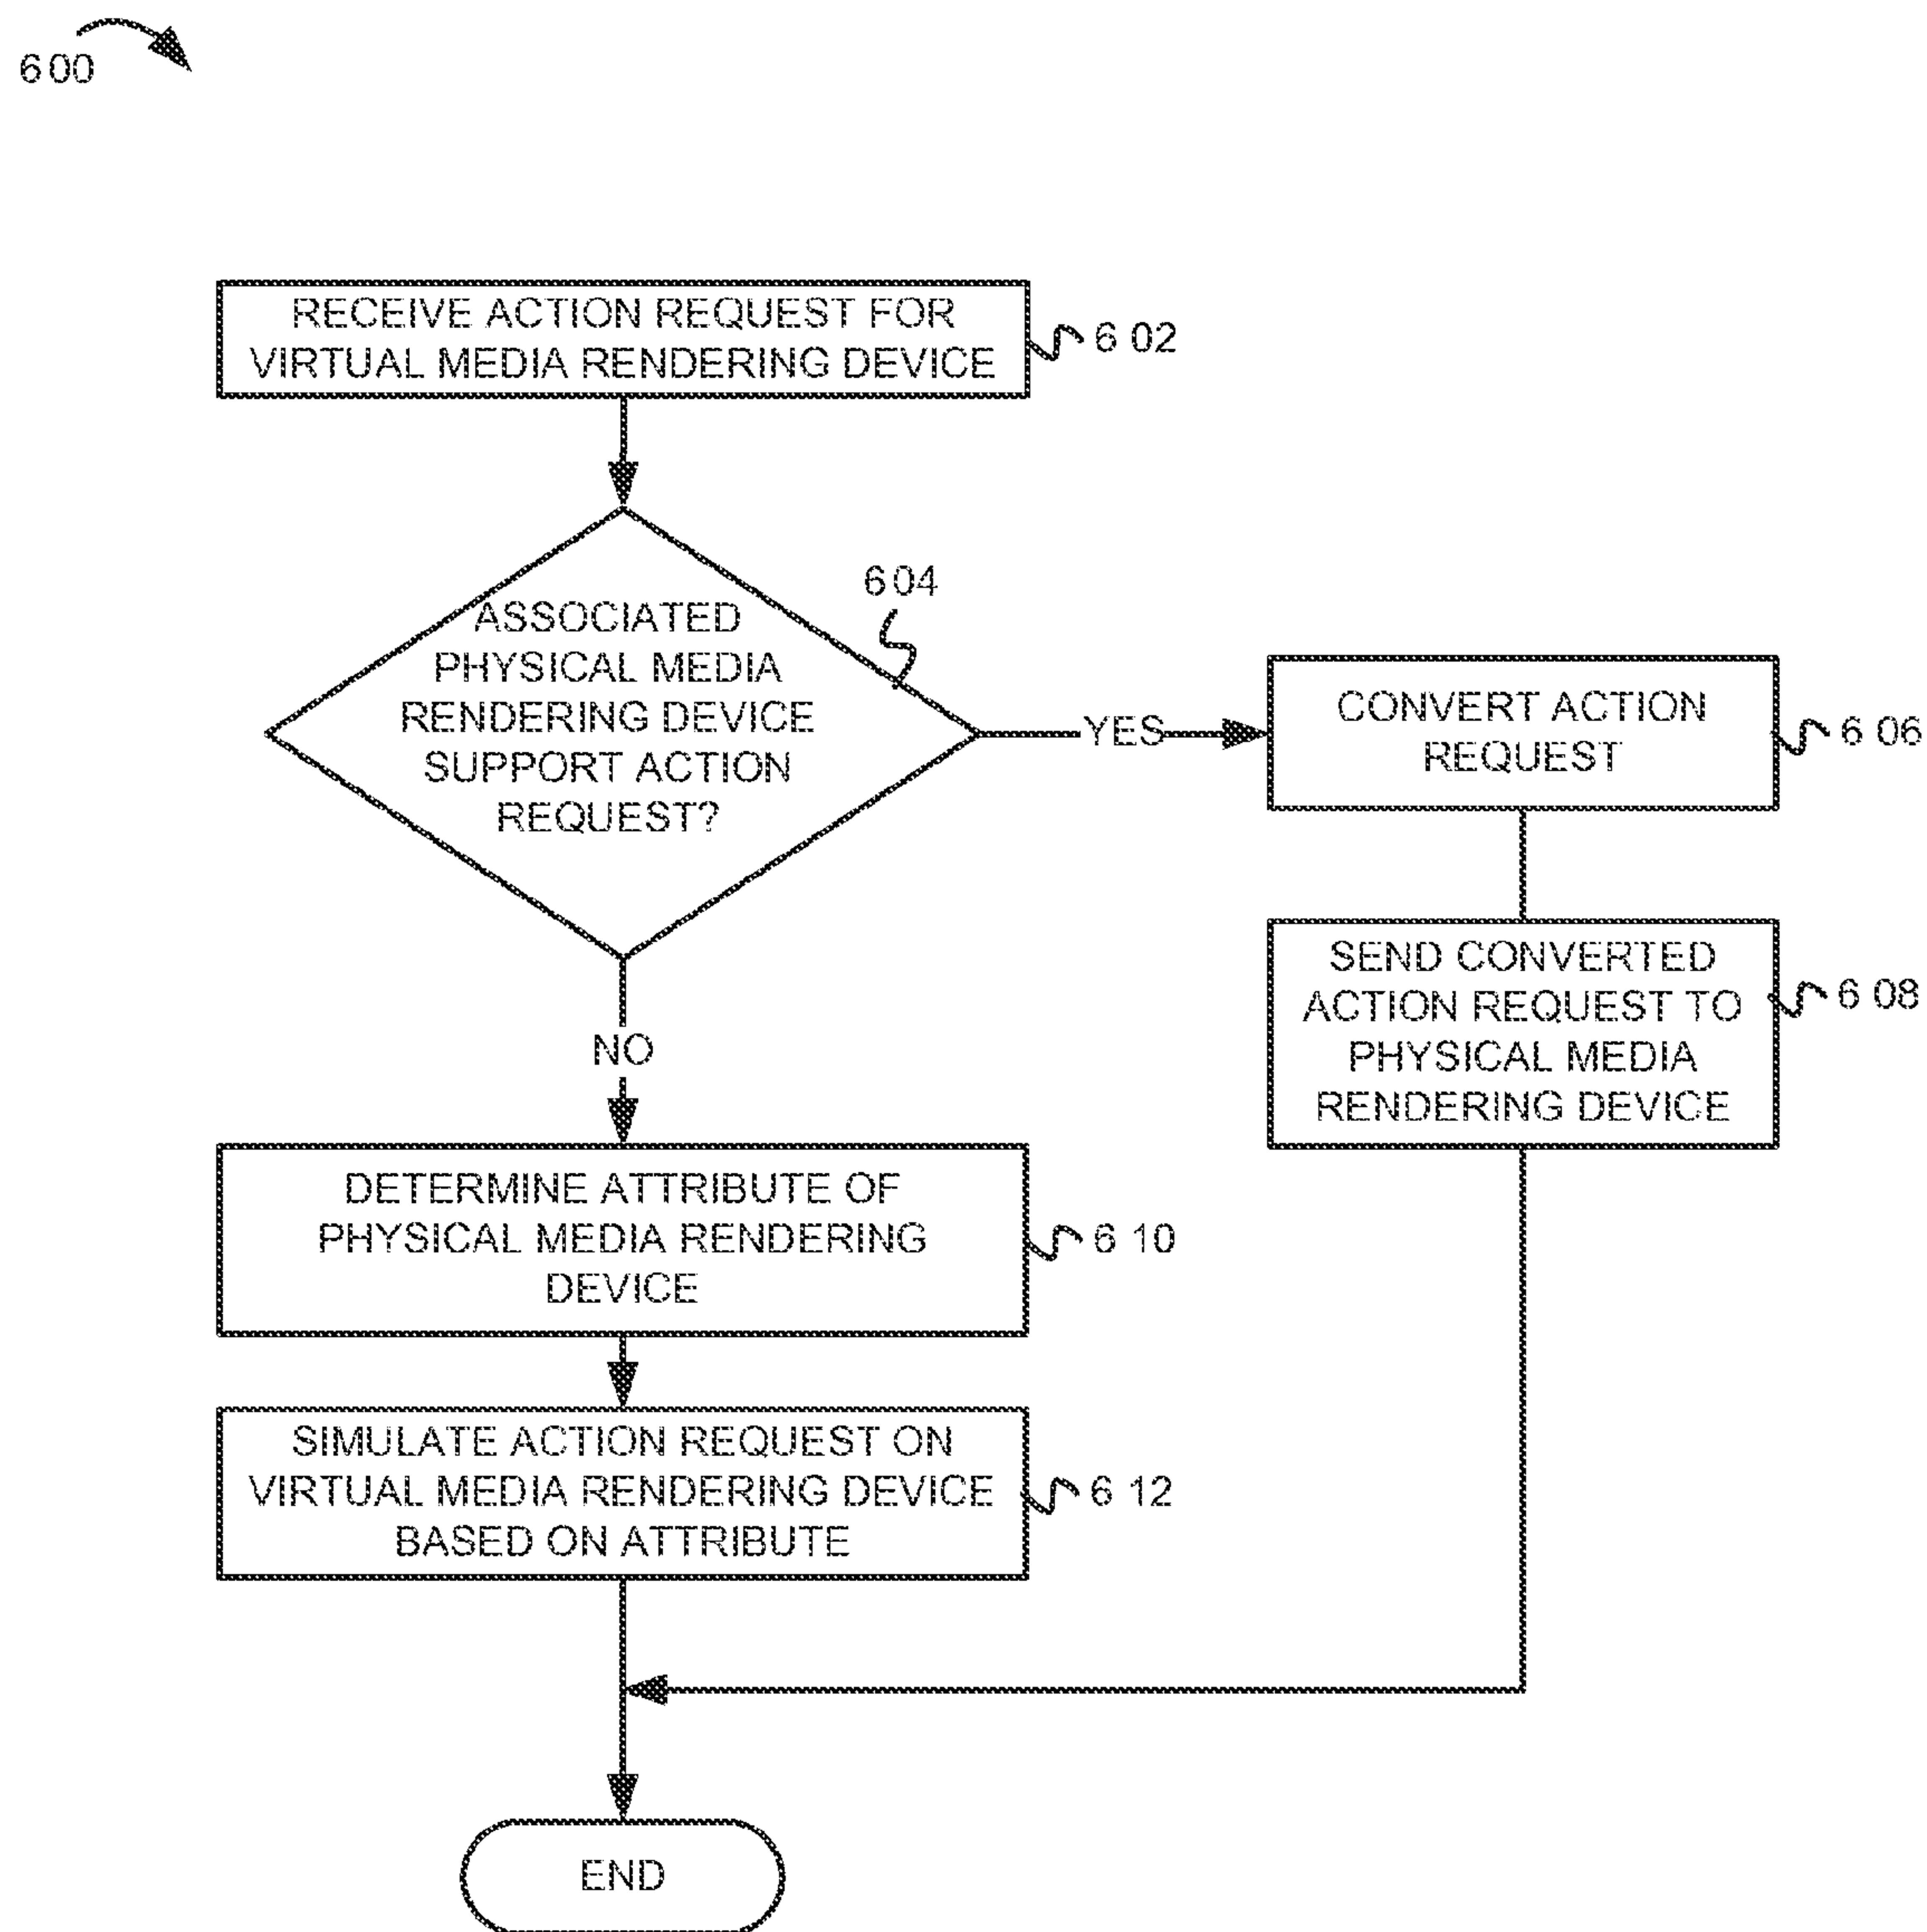 600
RECEIVE ACTION REQUEST FOR
VIRTUAL MEDIA RENDERING DEVICE
602
604
ASSOCIATED
PHYSICAL MEDIA
RENDERING DEVICE
SUPPORT ACTION
REQUEST?
YES
CONVERT ACTION
REQUEST
606
SEND CONVERTED
ACTION REQUEST TO
PHYSICAL MEDIA
RENDERING DEVICE
608
NO
DETERMINE ATTRIBUTE OF
PHYSICAL MEDIA RENDERING
DEVICE
610
SIMULATE ACTION REQUEST ON
VIRTUAL MEDIA RENDERING DEVICE
BASED ON ATTRIBUTE
612
END